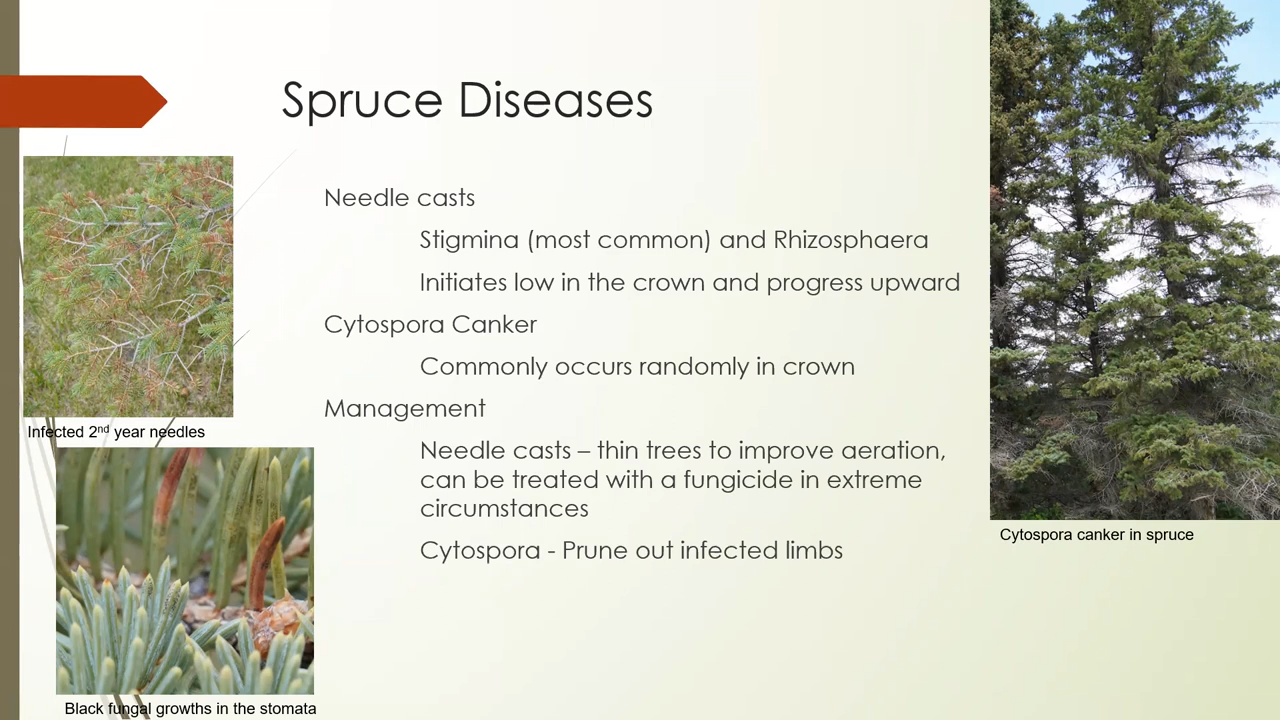 Spruce Diseases
Needle casts
Stigmina (most common) and Rhizosphaera
Initiates low in the crown and progress upward
Cytospora Canker
Commonly occurs randomly in crown
Management
Needle casts – thin trees to improve aeration,
can be treated with a fungicide in extreme
circumstances
Cytospora - Prune out infected limbs
Infected 2nd year needles
Black fungal growths in the stomata
Cytospora canker in spruce